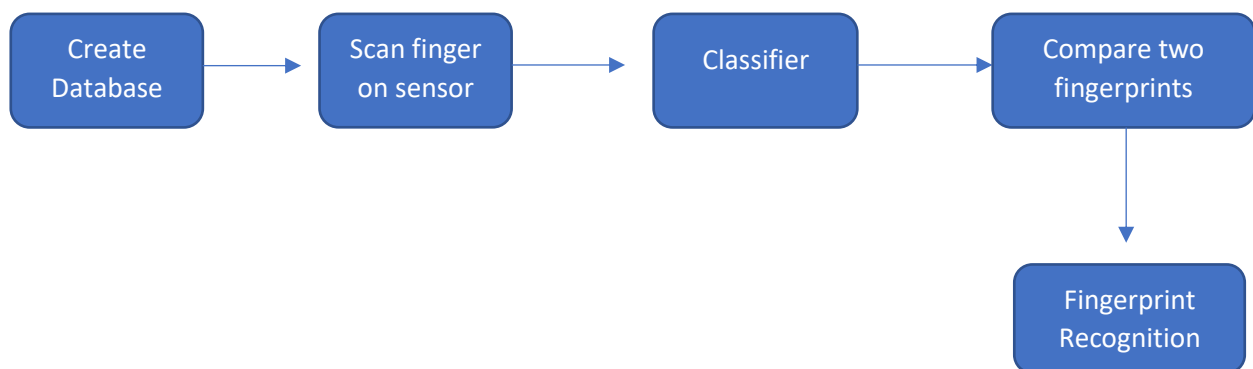 Create
Database
Scan finger
on sensor
Classifier
Compare two
fingerprints
Fingerprint
Recognition